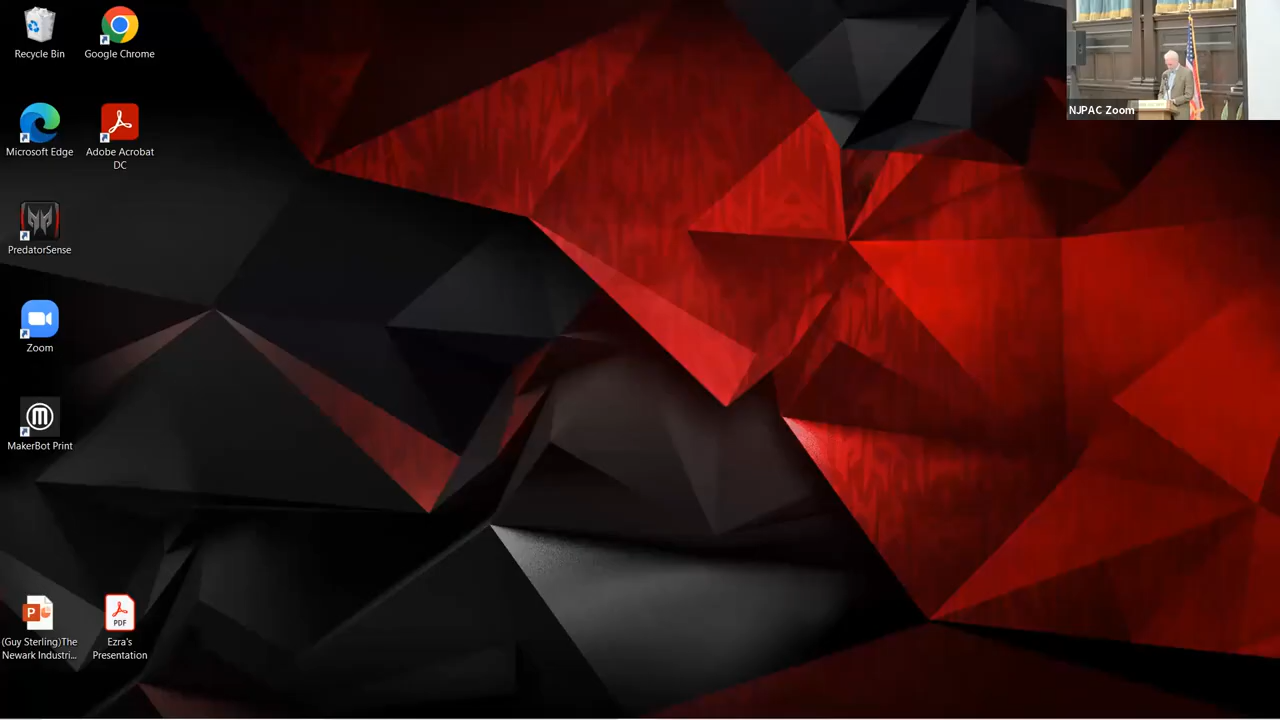 Recycle Bin
Google Chrome
NJPAC Zoom
Microsoft Edge
Adobe Acrobat
DC
PredatorSense
Zoom
MakerBot Print
P
(Guy Sterling)The
Newark Industri...
PDF
Ezra's
Presentation